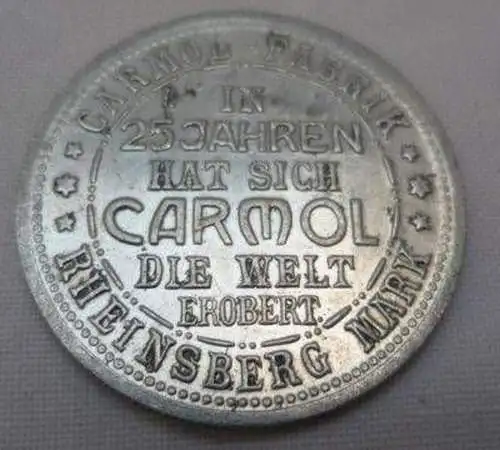 CARMOL FABRIK
IN
25 JAHREN
HAT SICH
CARMOL
DIE WELT
EROBERT.
RHEINSBERG MARK